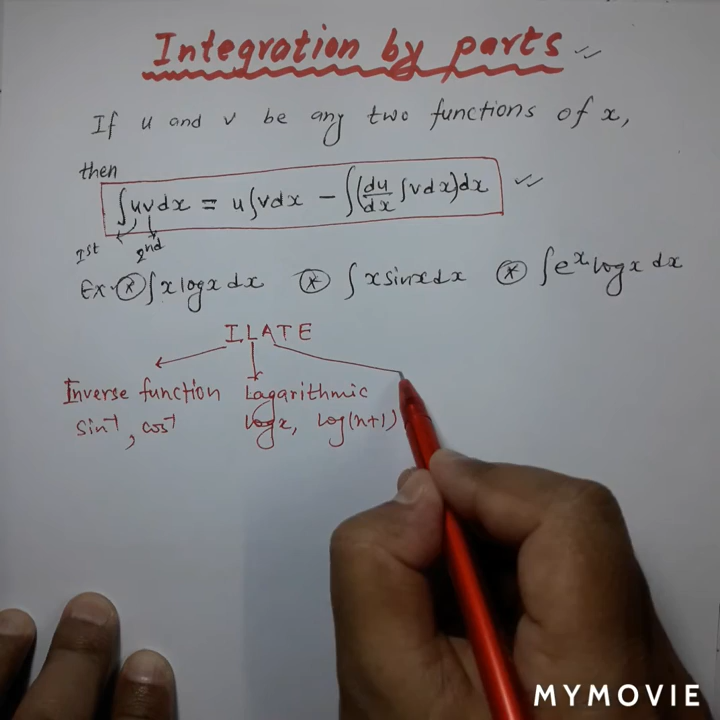 Integration by parts
If u and v be any two functions of x,
then
∫uvdx = u∫vdx − ∫(du/dx ∫vdx)dx
1st 2nd
Ex. ⊛ ∫x logx dx ⊛ ∫x sinx dx ⊛ ∫e^x logx dx
ILATE
Inverse function Lagarithmic
sin⁻¹, cos⁻¹ logx, log(n+1)
MYMOVIE